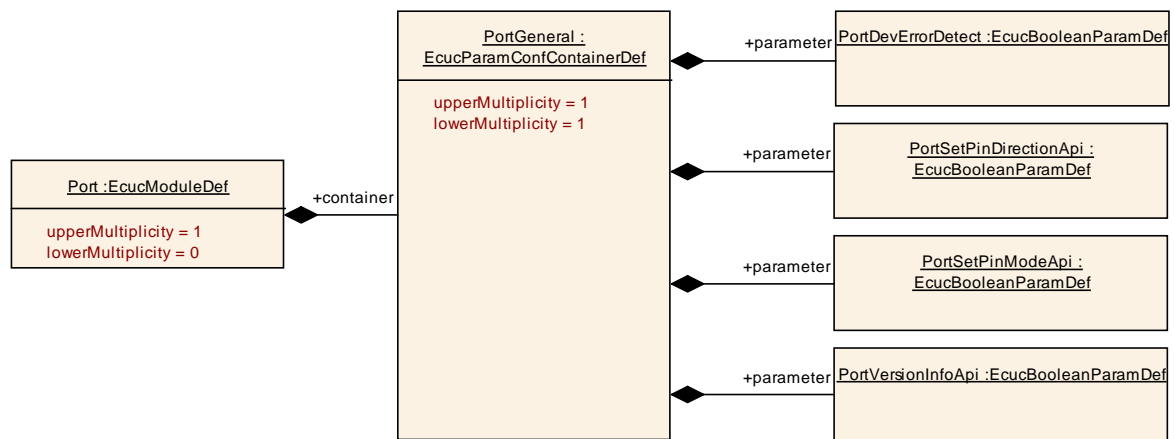 Port :EcucModuleDef
upperMultiplicity = 1
lowerMultiplicity = 0
+container
PortGeneral :
EcucParamConfContainerDef
upperMultiplicity = 1
lowerMultiplicity = 1
+parameter
PortDevErrorDetect :EcucBooleanParamDef
+parameter
PortSetPinDirectionApi :
EcucBooleanParamDef
+parameter
PortSetPinModeApi :
EcucBooleanParamDef
+parameter
PortVersionInfoApi :EcucBooleanParamDef